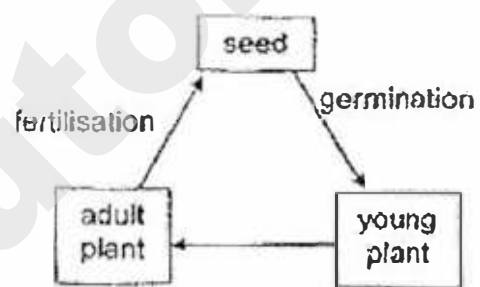 seed
fertilisation
germination
adult
plant
young
plant